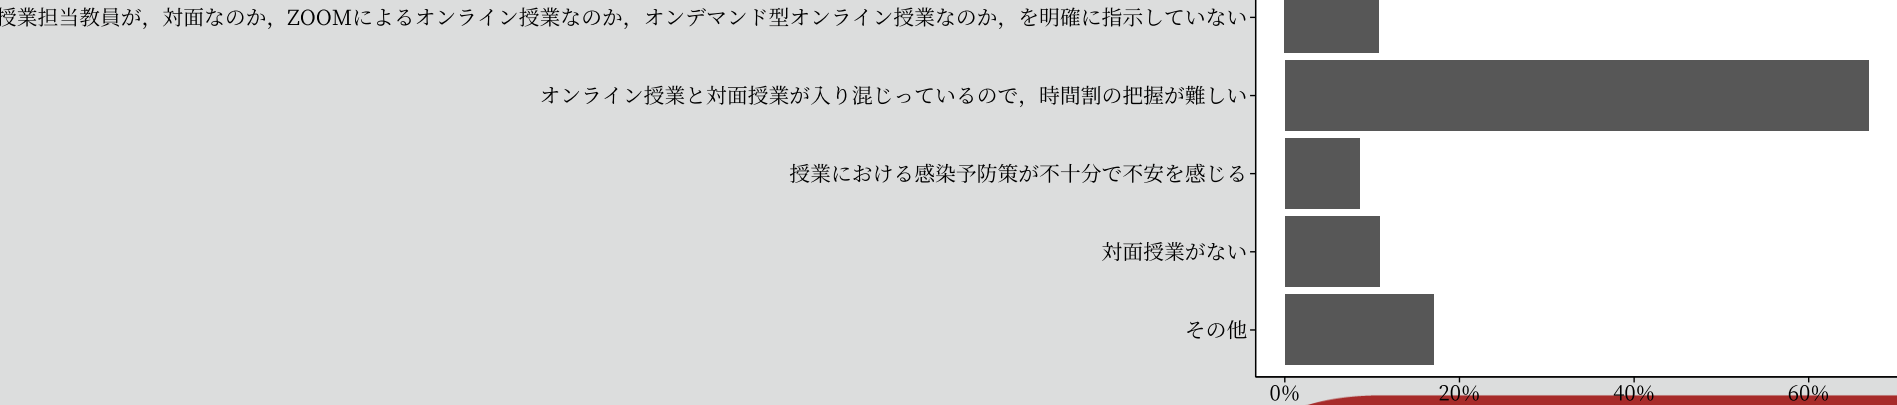 授業担当教員が，対面なのか，ZOOMによるオンライン授業なのか，オンデマンド型オンライン授業なのか，を明確に指示していない
オンライン授業と対面授業が入り混じっているので，時間割の把握が難しい
授業における感染予防策が不十分で不安を感じる
対面授業がない
その他
0% 20% 40% 60%